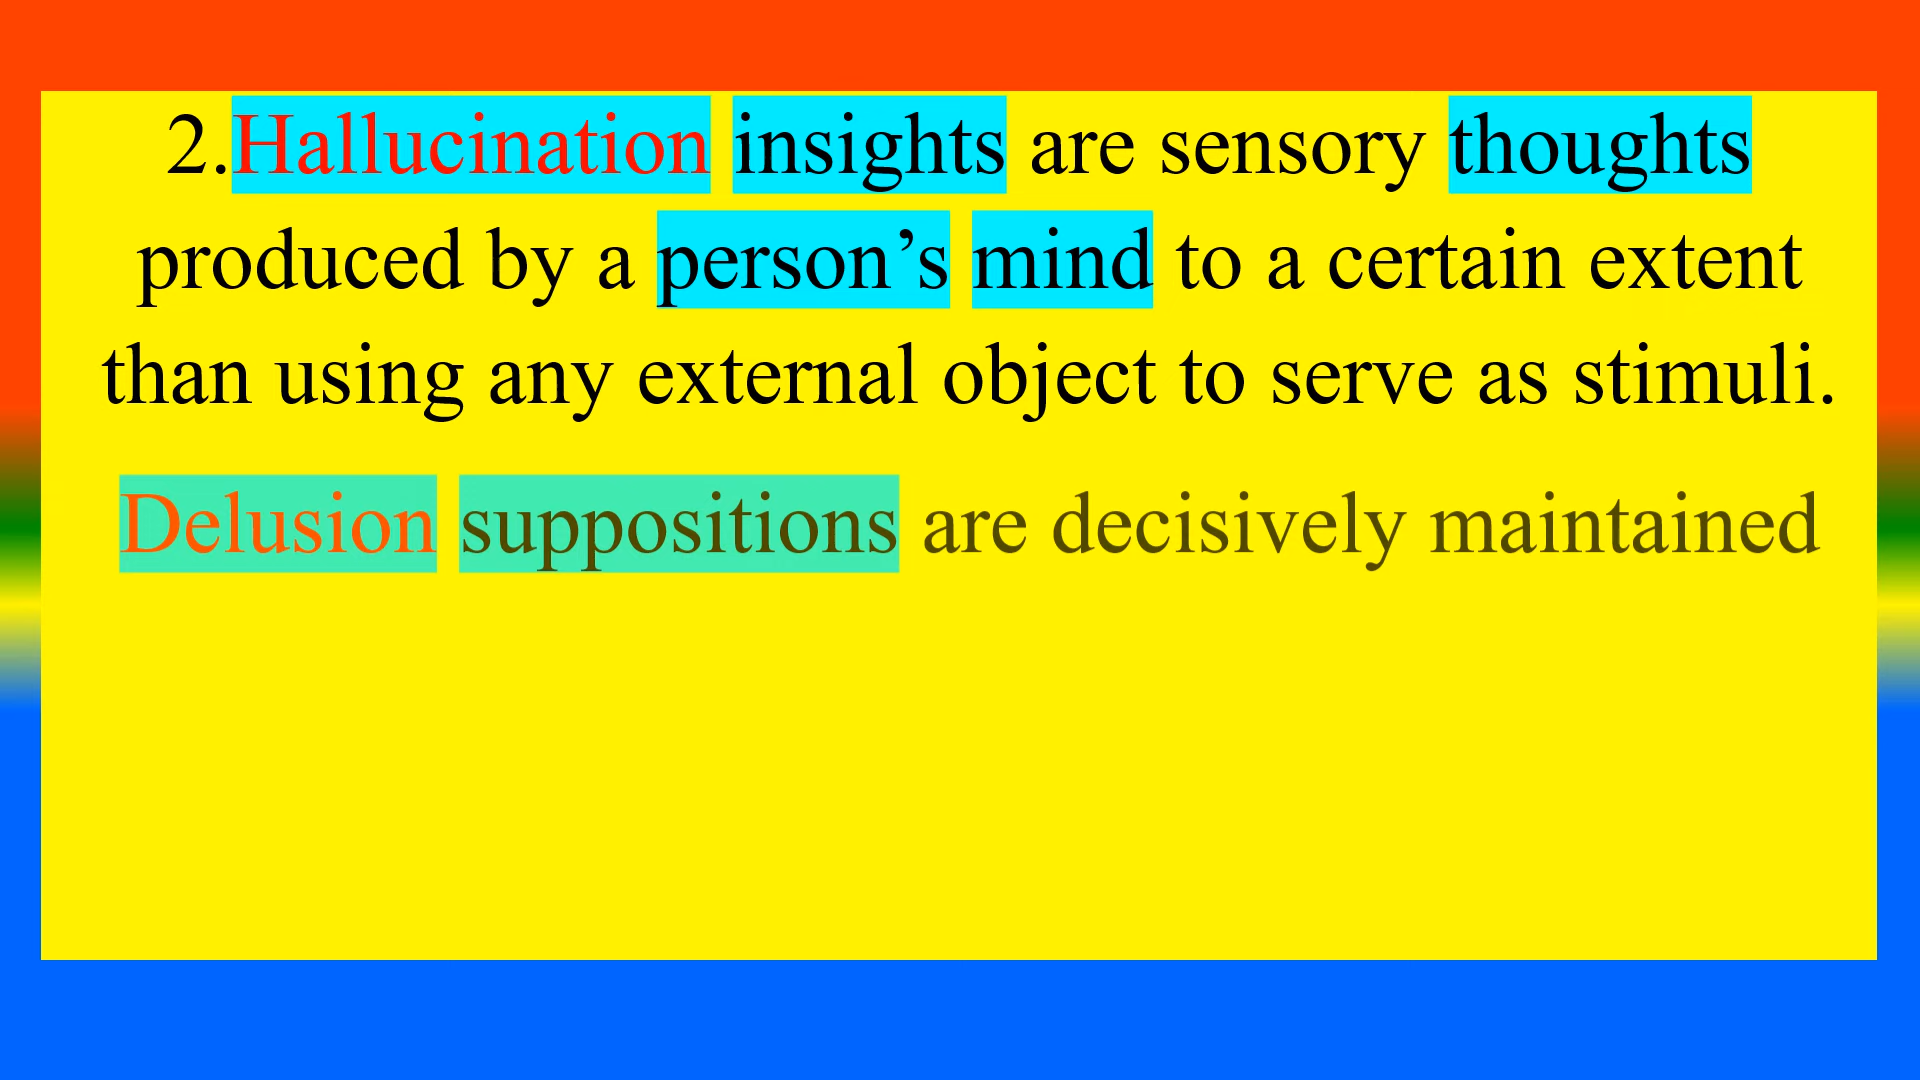 2.Hallucination insights are sensory thoughts
produced by a person’s mind to a certain extent
than using any external object to serve as stimuli.
Delusion suppositions are decisively maintained